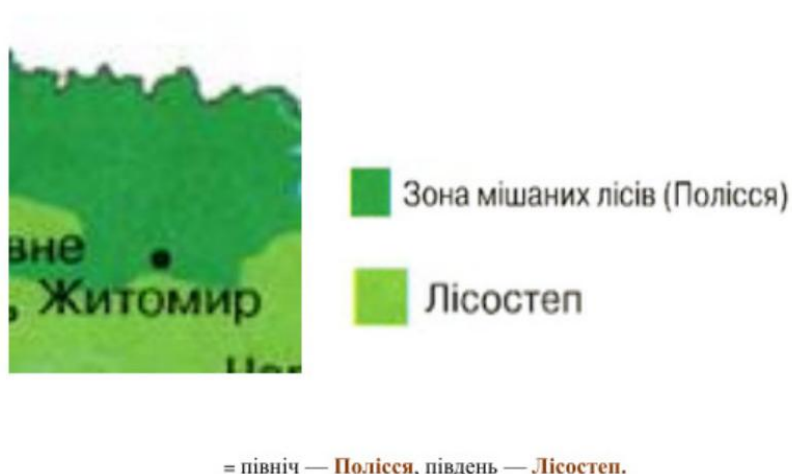 Зона мішаних лісів (Полісся)
вне
Житомир
Лісостеп
= північ — Полісся, південь — Лісостеп.